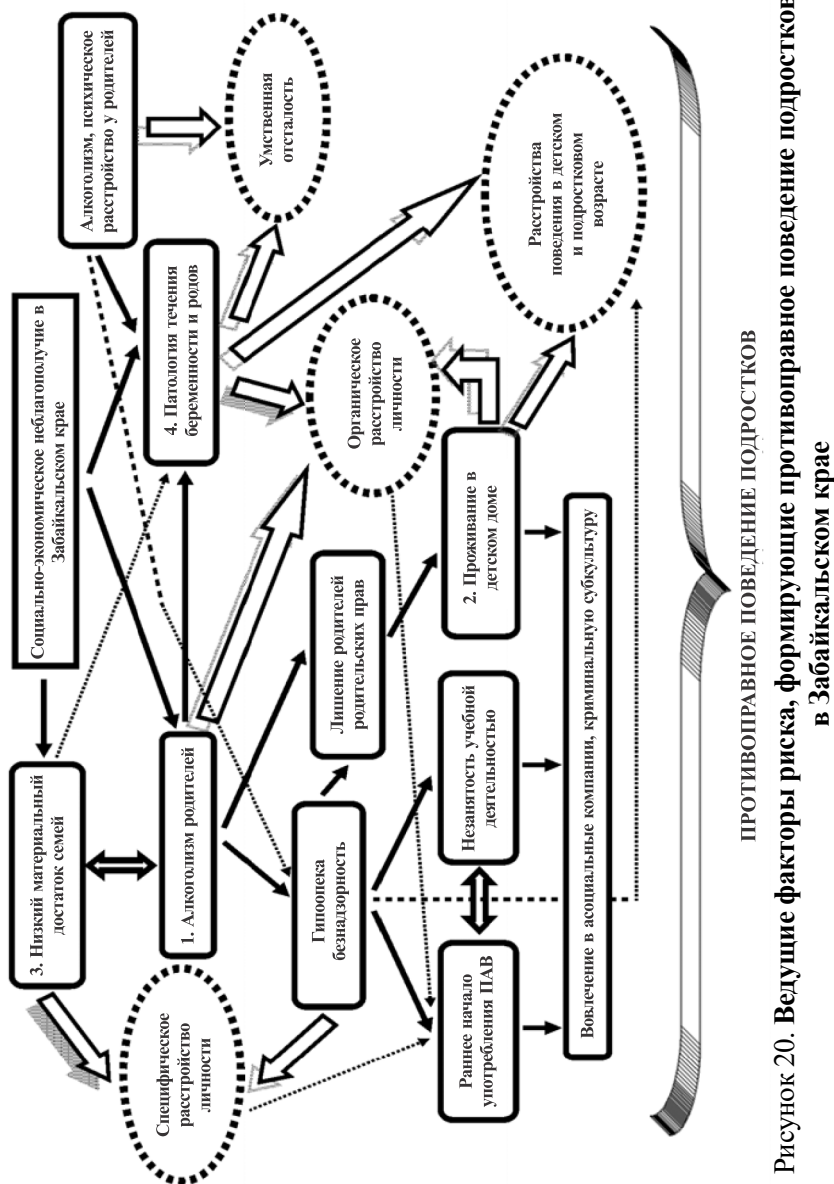 Социально-экономическое неблагополучие в
Забайкальском крае
Алкоголизм, психическое
расстройство у родителей
3. Низкий материальный
достаток семей
1. Алкоголизм родителей
4. Патология течения
беременности и родов
Умственная
отсталость
Специфическое
расстройство
личности
Гипоопека
безнадзорность
Лишение родителей
родительских прав
Органическое
расстройство
личности
Расстройства
поведения в детском
и подростковом
возрасте
Раннее начало
употребления ПАВ
Незанятость учебной
деятельностью
2. Проживание в
детском доме
Вовлечение в асоциальные компании, криминальную субкультуру
ПРОТИВОПРАВНОЕ ПОВЕДЕНИЕ ПОДРОСТКОВ
Рисунок 20. Ведущие факторы риска, формирующие противоправное поведение подростков
в Забайкальском крае